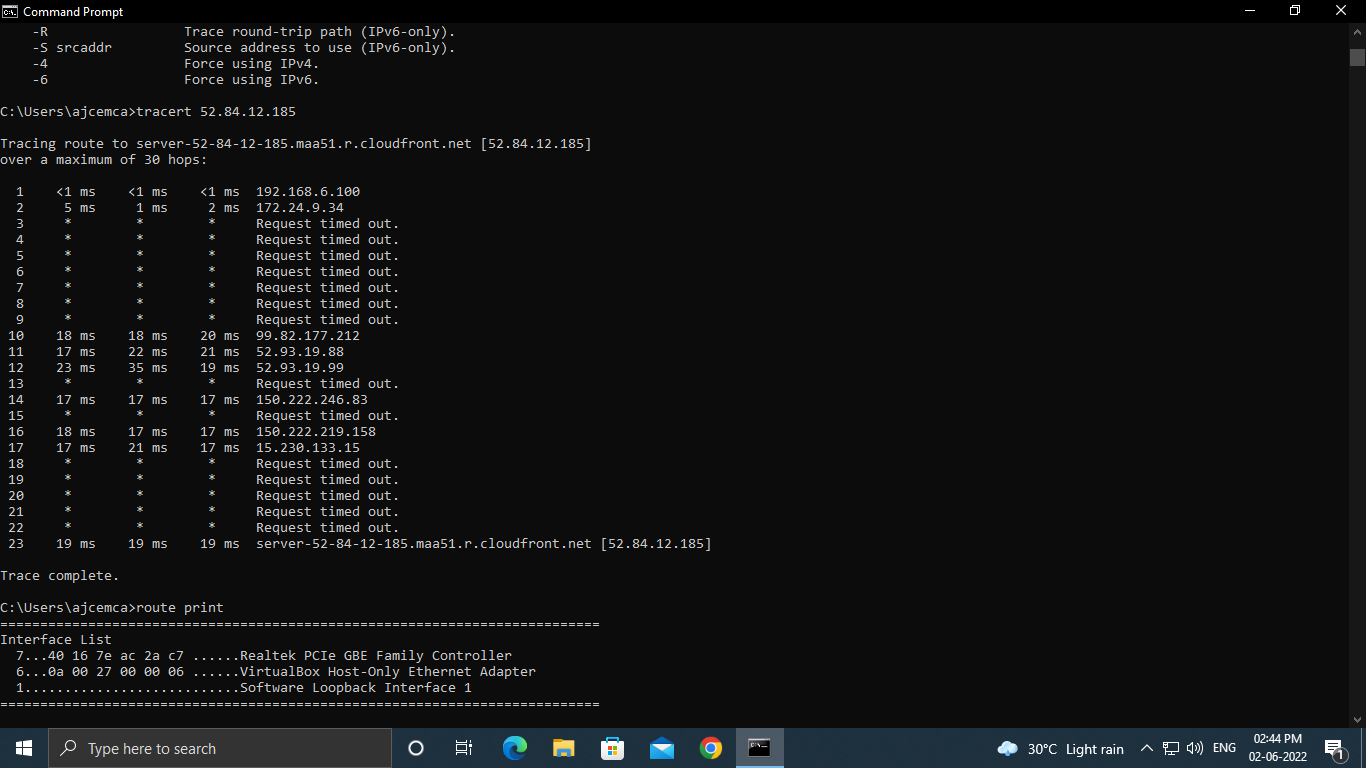 Command Prompt
-R                 Trace round-trip path (IPv6-only).
-S srcaddr         Source address to use (IPv6-only).
-4                 Force using IPv4.
-6                 Force using IPv6.
C:\Users\ajcemca>tracert 52.84.12.185
Tracing route to server-52-84-12-185.maa51.r.cloudfront.net [52.84.12.185]
over a maximum of 30 hops:
1    <1 ms    <1 ms    <1 ms  192.168.6.100
2     5 ms     1 ms     2 ms  172.24.9.34
3     *        *        *     Request timed out.
4     *        *        *     Request timed out.
5     *        *        *     Request timed out.
6     *        *        *     Request timed out.
7     *        *        *     Request timed out.
8     *        *        *     Request timed out.
9     *        *        *     Request timed out.
10    18 ms    18 ms    20 ms  99.82.177.212
11    17 ms    22 ms    21 ms  52.93.19.88
12    23 ms    35 ms    19 ms  52.93.19.99
13     *        *        *     Request timed out.
14    17 ms    17 ms    17 ms  150.222.246.83
15     *        *        *     Request timed out.
16    18 ms    17 ms    17 ms  150.222.219.158
17    17 ms    21 ms    17 ms  15.230.133.15
18     *        *        *     Request timed out.
19     *        *        *     Request timed out.
20     *        *        *     Request timed out.
21     *        *        *     Request timed out.
22     *        *        *     Request timed out.
23    19 ms    19 ms    19 ms  server-52-84-12-185.maa51.r.cloudfront.net [52.84.12.185]
Trace complete.
C:\Users\ajcemca>route print
===========================================================================
Interface List
7...40 16 7e ac 2a c7 ......Realtek PCIe GBE Family Controller
6...0a 00 27 00 00 06 ......VirtualBox Host-Only Ethernet Adapter
1...........................Software Loopback Interface 1
===========================================================================
Type here to search
30°C Light rain
ENG
02:44 PM
02-06-2022
1